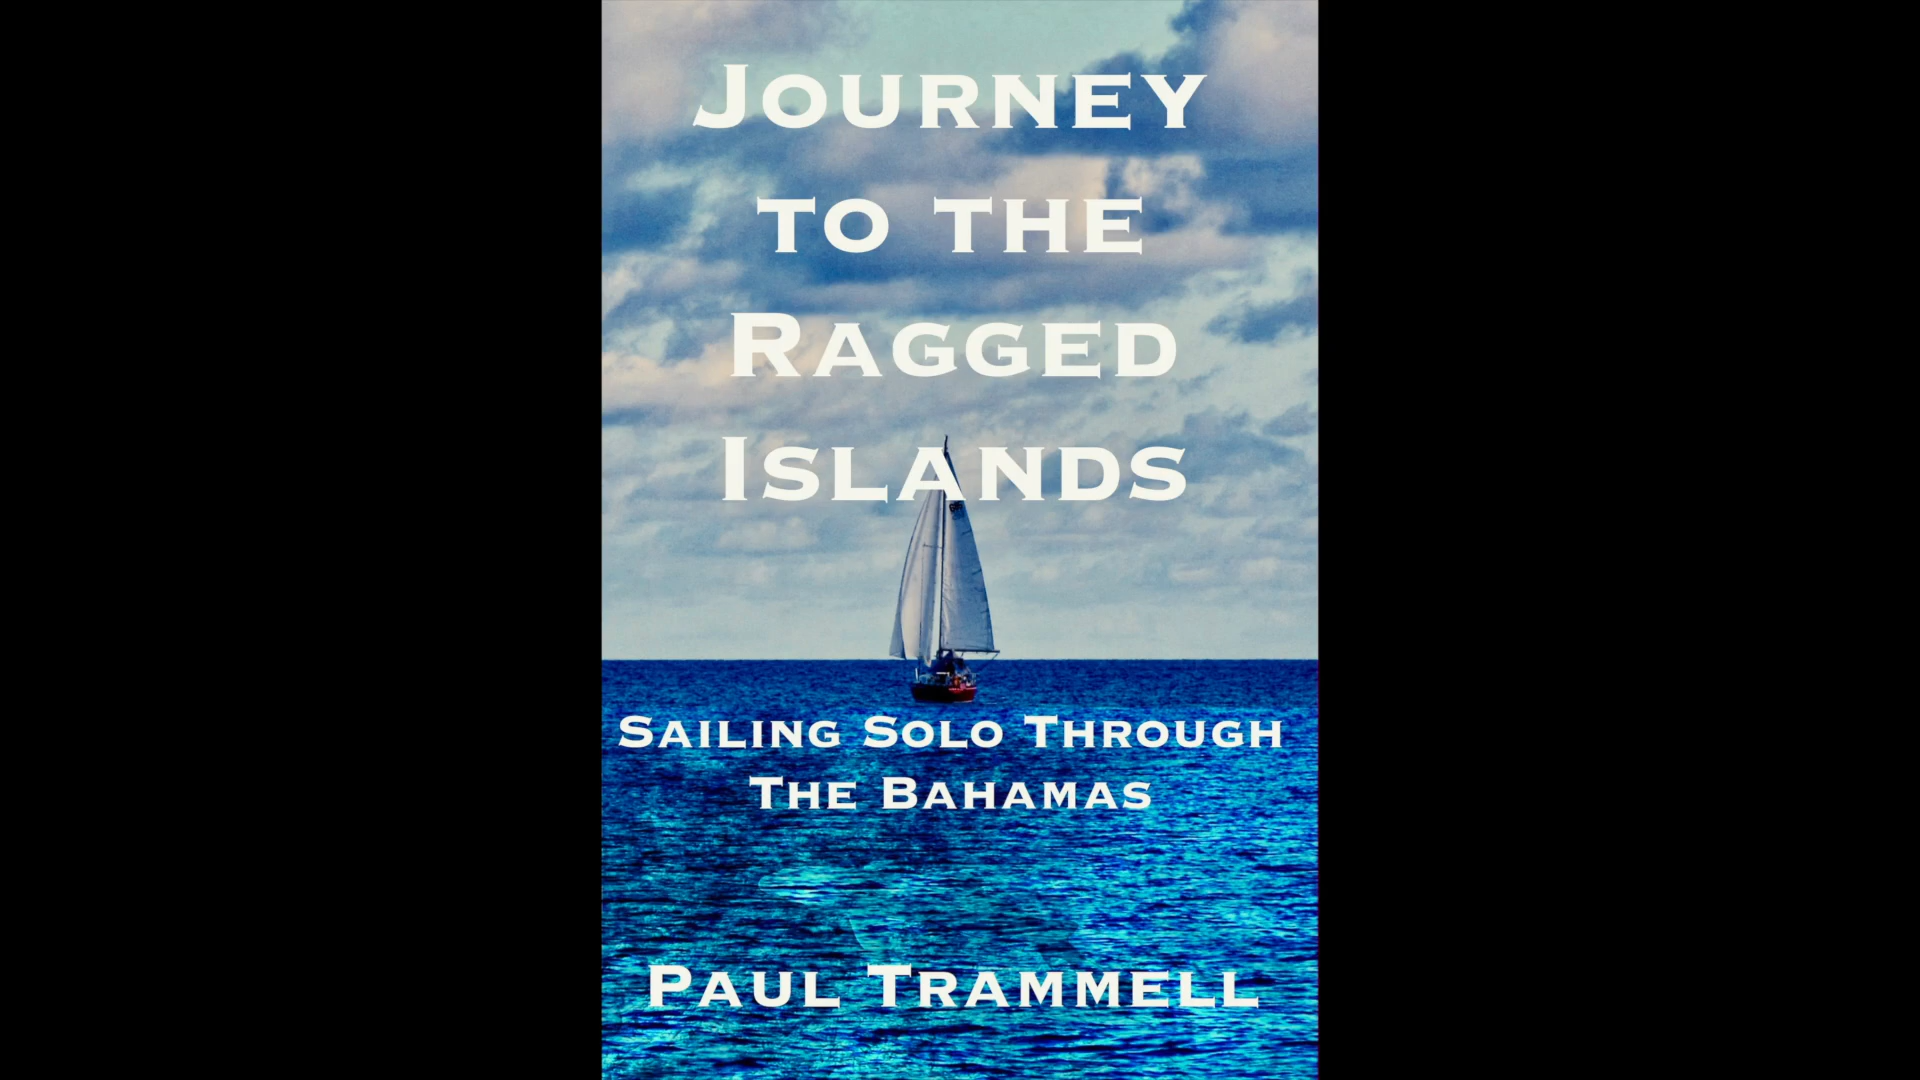 Journey
to the
Ragged
Islands
Sailing Solo Through
The Bahamas
Paul Trammell